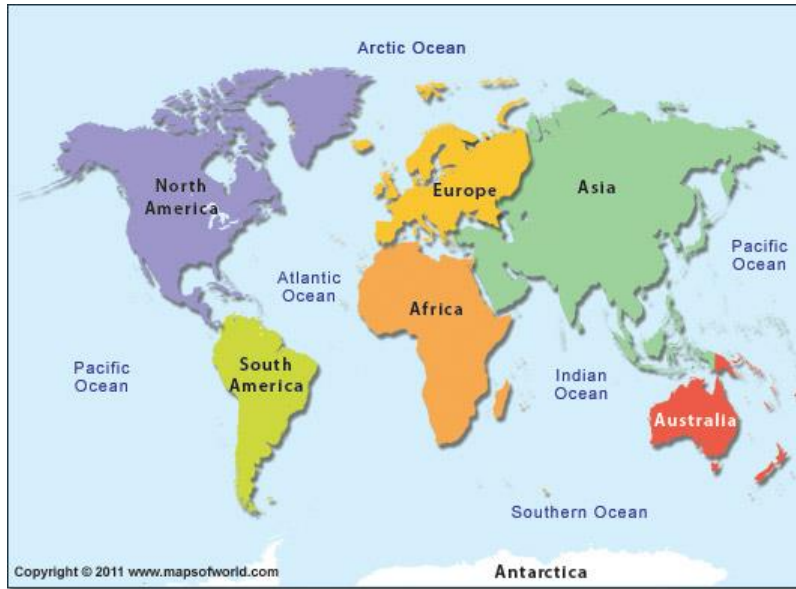 Arctic Ocean
North
America
Europe
Asia
Pacific
Ocean
Atlantic
Ocean
Africa
Pacific
Ocean
South
America
Indian
Ocean
Australia
Southern Ocean
Copyright © 2011 www.mapsofworld.com
Antarctica